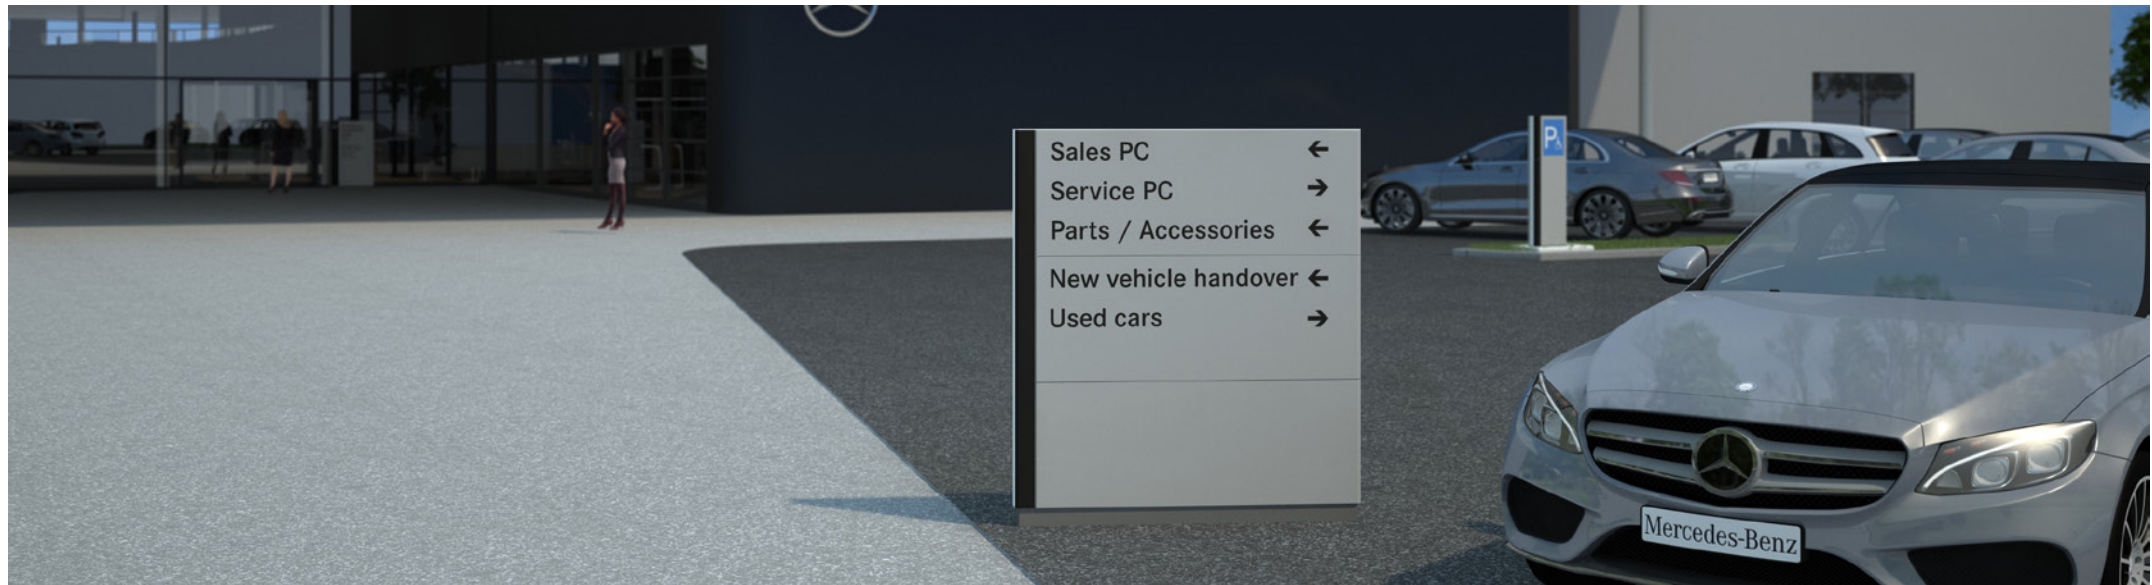 Sales PC ←
Service PC →
Parts / Accessories ←
New vehicle handover ←
Used cars →
P
Mercedes-Benz